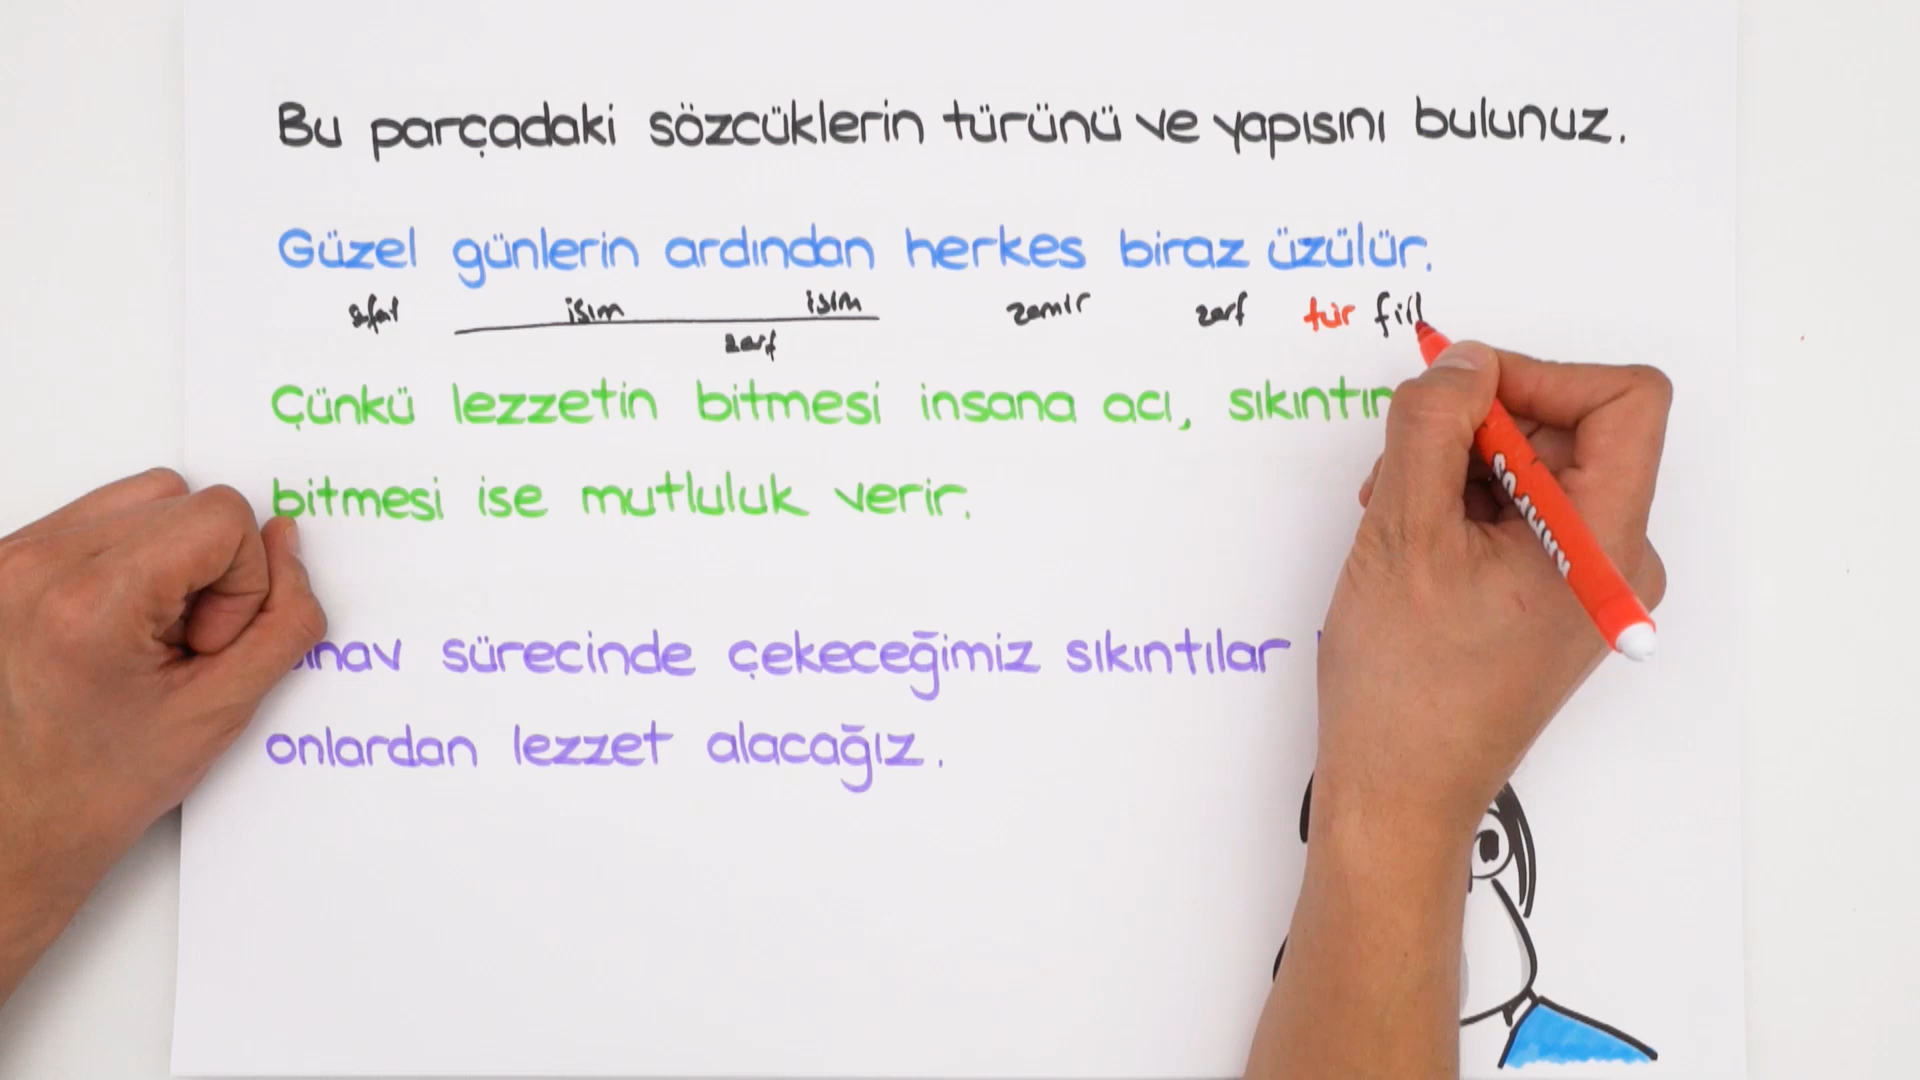 Bu parçadaki sözcüklerin türünü ve yapısını bulunuz.
Güzel günlerin ardından herkes biraz üzülür.
sıfat isim isim zamir zarf tür fiil
zarf
Çünkü lezzetin bitmesi insana acı,
bitmesi ise mutluluk verir.
sürecinde çekeceğimiz sıkıntılar
onlardan lezzet alacağız.